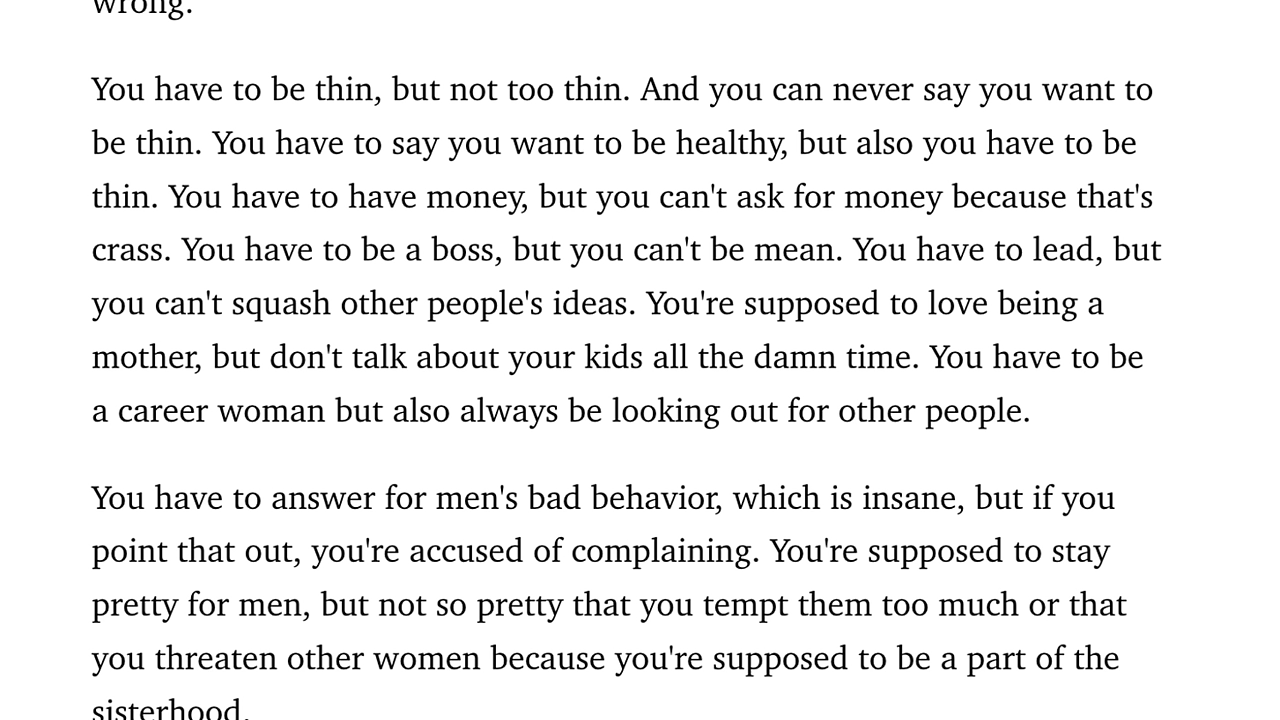 wrong.
You have to be thin, but not too thin. And you can never say you want to
be thin. You have to say you want to be healthy, but also you have to be
thin. You have to have money, but you can't ask for money because that's
crass. You have to be a boss, but you can't be mean. You have to lead, but
you can't squash other people's ideas. You're supposed to love being a
mother, but don't talk about your kids all the damn time. You have to be
a career woman but also always be looking out for other people.
You have to answer for men's bad behavior, which is insane, but if you
point that out, you're accused of complaining. You're supposed to stay
pretty for men, but not so pretty that you tempt them too much or that
you threaten other women because you're supposed to be a part of the
sisterhood.